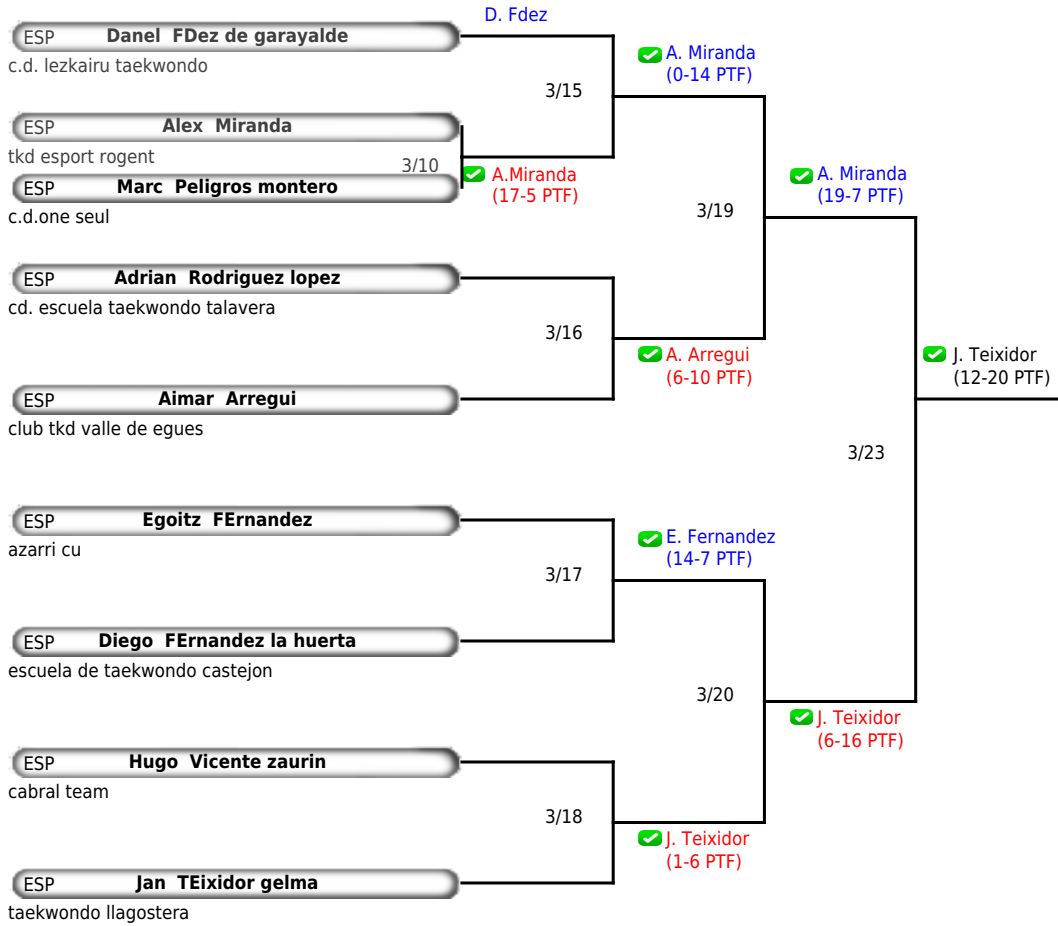 D. Fdez
ESP Danel FDez de garayalde
c.d. lezkairu taekwondo
A. Miranda
(0-14 PTF)
3/15
ESP Alex Miranda
tkd esport rogent
3/10
A.Miranda
(17-5 PTF)
ESP Marc Peligros montero
c.d.one seul
A. Miranda
(19-7 PTF)
3/19
ESP Adrian Rodriguez lopez
cd. escuela taekwondo talavera
3/16
A. Arregui
(6-10 PTF)
J. Teixidor
(12-20 PTF)
ESP Aimar Arregui
club tkd valle de egues
3/23
ESP Egoitz FErnandez
azarri cu
E. Fernandez
(14-7 PTF)
3/17
ESP Diego FErnandez la huerta
escuela de taekwondo castejon
3/20
J. Teixidor
(6-16 PTF)
ESP Hugo Vicente zaurin
cabral team
3/18
J. Teixidor
(1-6 PTF)
ESP Jan TEixidor gelma
taekwondo llagostera